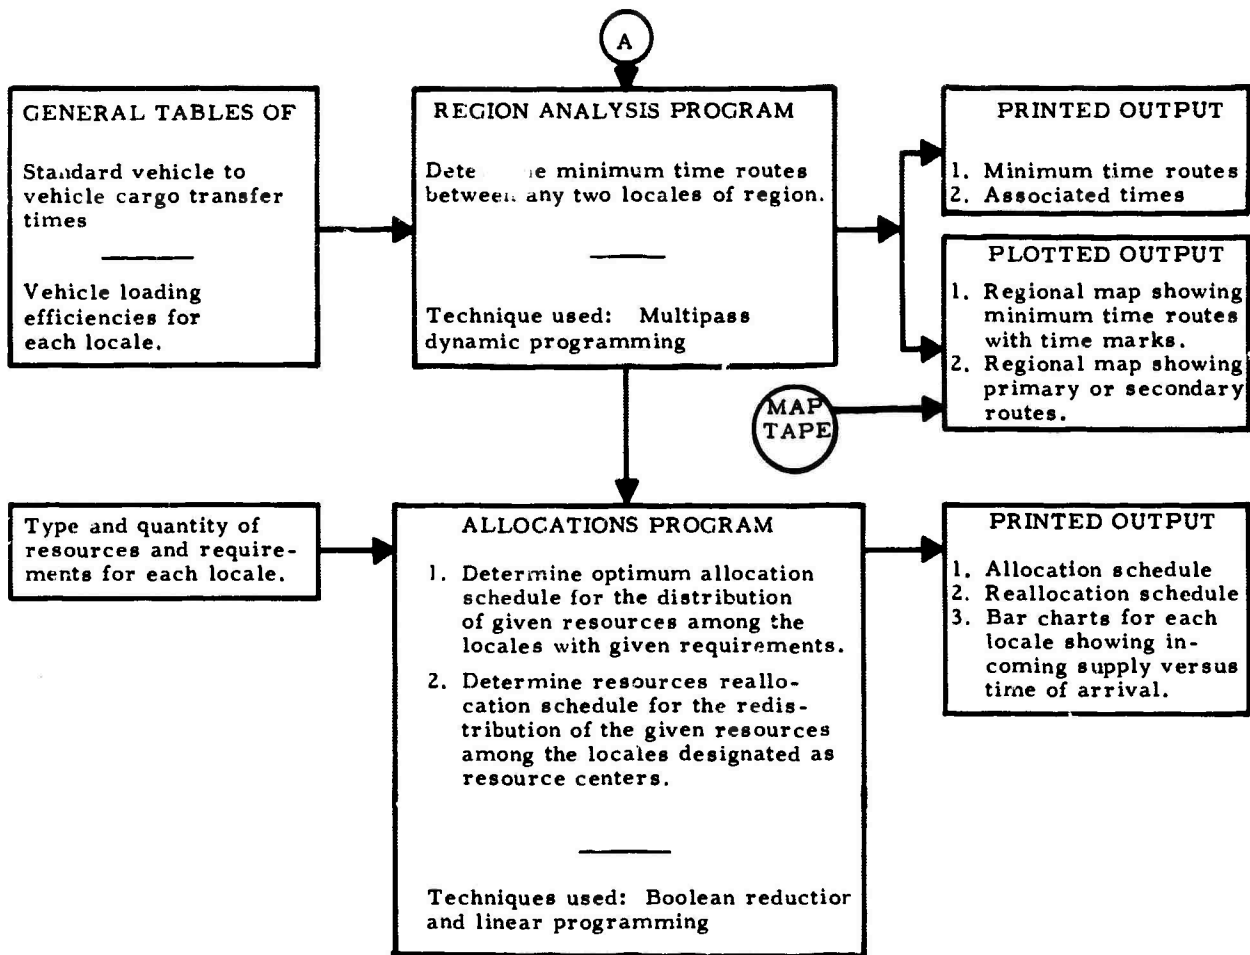 A
GENERAL TABLES OF
Standard vehicle to
vehicle cargo transfer
times
Vehicle loading
efficiencies for
each locale.
REGION ANALYSIS PROGRAM
minimum time routes
between any two locales of region.
Technique used: Multipass
dynamic programming
PRINTED OUTPUT
1. Minimum time routes
2. Associated times
PLOTTED OUTPUT
1. Regional map showing
minimum time routes
with time marks.
2. Regional map showing
primary or secondary
routes.
MAP
TAPE
Type and quantity of
resources and require-
ments for each locale.
ALLOCATIONS PROGRAM
1. Determine optimum allocation
schedule for the distribution
of given resources among the
locales with given requirements.
2. Determine resources reallo-
cation schedule for the redis-
tribution of the given resources
among the locales designated as
resource centers.
Techniques used: Boolean reduction
and linear programming
PRINTED OUTPUT
1. Allocation schedule
2. Reallocation schedule
3. Bar charts for each
locale showing in-
coming supply versus
time of arrival.